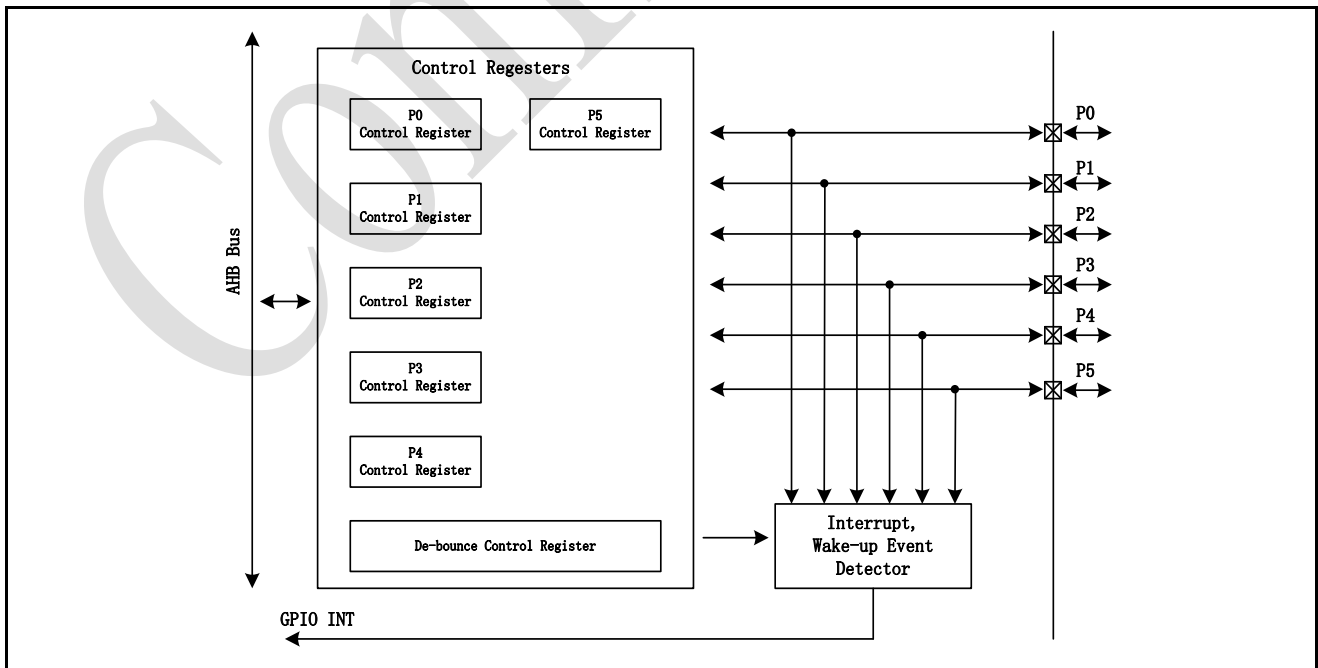 Control Regesters
P0
Control Register
P5
Control Register
P1
Control Register
P2
Control Register
P3
Control Register
P4
Control Register
De-bounce Control Register
AHB Bus
GPIO INT
Interrupt,
Wake-up Event
Detector
P0
P1
P2
P3
P4
P5